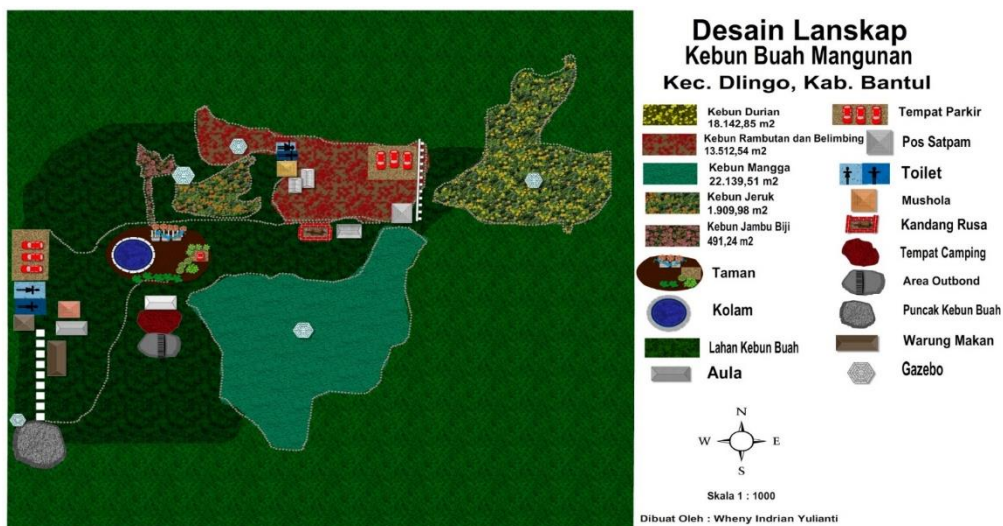 Desain Lanskap
Kebun Buah Mangunan
Kec. Dlingo, Kab. Bantul
Kebun Durian
18.142,85 m2
Kebun Rambutan dan Belimbing
13.512,54 m2
Kebun Mangga
22.139,51 m2
Kebun Jeruk
1.909,98 m2
Kebun Jambu Biji
491,24 m2
Taman
Kolam
Lahan Kebun Buah
Aula
Tempat Parkir
Pos Satpam
Toilet
Mushola
Kandang Rusa
Tempat Camping
Area Outbond
Puncak Kebun Buah
Warung Makan
Gazebo
N
W
E
S
Skala 1 : 1000
Dibuat Oleh : Wheny Indrian Yulianti